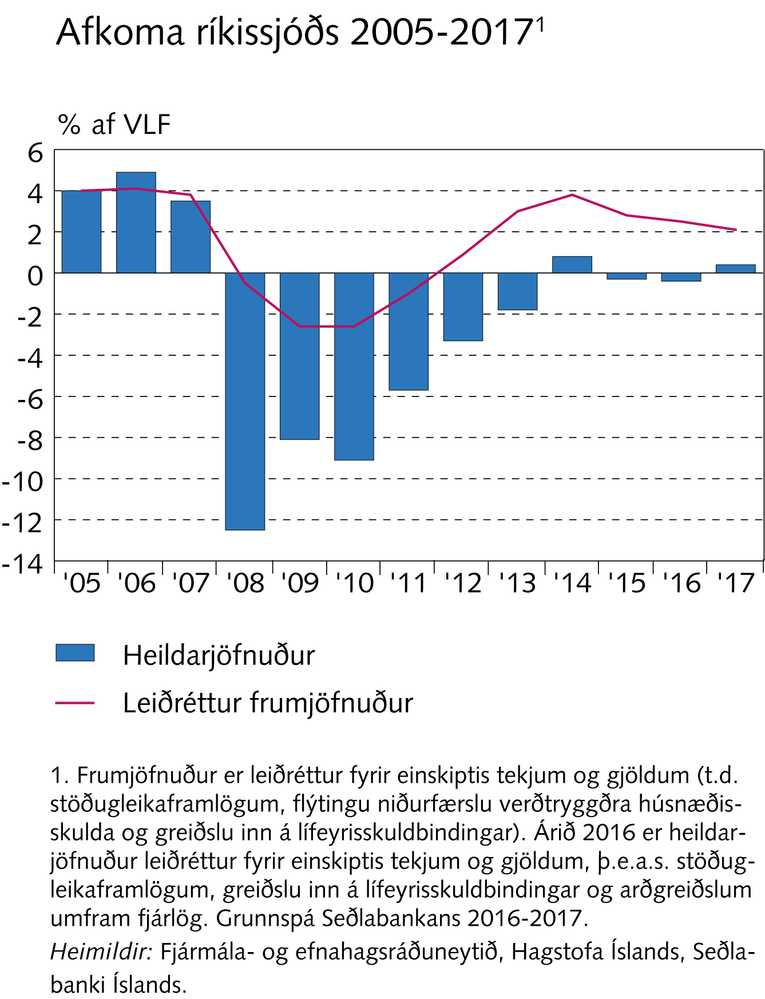 Afkoma ríkissjóðs 2005-2017¹
% af VLF
6
4
2
0
-2
-4
-6
-8
-10
-12
-14
'05 '06 '07 '08 '09 '10 '11 '12 '13 '14 '15 '16 '17
Heildarjöfnuður
Leiðréttur frumjöfnuður
1. Frumjöfnuður er leiðréttur fyrir einskiptis tekjum og gjöldum (t.d.
stöðugleikaframlögum, flýtingu niðurfærslu verðtryggðra húsnæðis-
skulda og greiðslu inn á lífeyrisskuldbindingar). Árið 2016 er heildar-
jöfnuður leiðréttur fyrir einskiptis tekjum og gjöldum, þ.e.a.s. stöðug-
leikaframlögum, greiðslu inn á lífeyrisskuldbindingar og arðgreiðslum
umfram fjárlög. Grunnspá Seðlabankans 2016-2017.
Heimildir: Fjármála- og efnahagsráðuneytið, Hagstofa Íslands, Seðla-
banki Íslands.